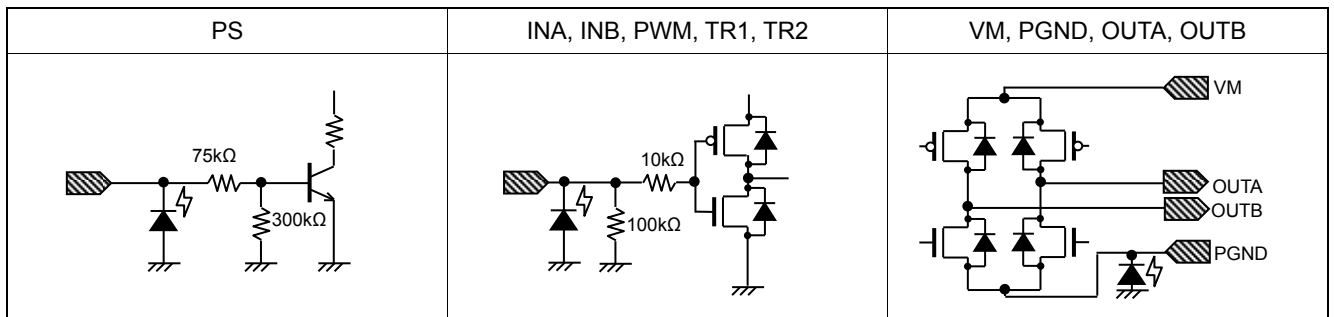 PS
INA, INB, PWM, TR1, TR2
VM, PGND, OUTA, OUTB
75kΩ
300kΩ
10kΩ
100kΩ
VM
OUTA
OUTB
PGND